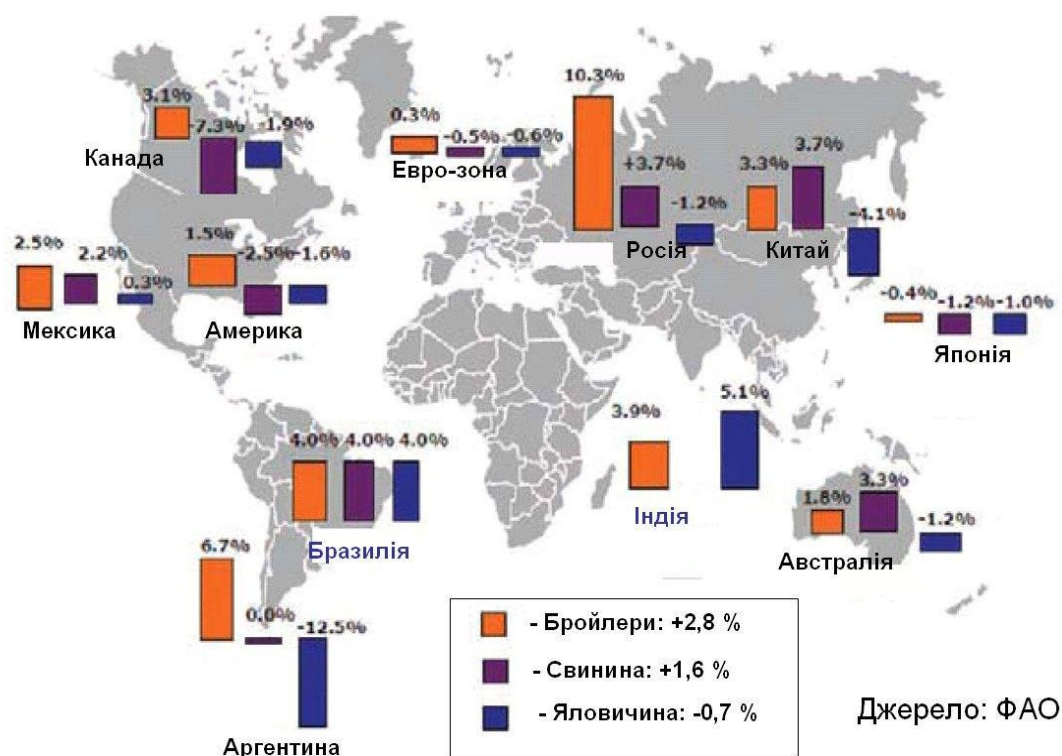 3.1%
-7.3%
-1.9%
Канада
0.3%
-0.5%
-0.6%
Евро-зона
10.3%
+3.7%
-1.2%
Росія
3.3%
3.7%
-4.1%
Китай
2.5%
2.2%
0.3%
Мексика
1.5%
-2.5%
-1.6%
Америка
-0.4%
-1.2%
-1.0%
Японія
4.0%
4.0%
4.0%
Бразилія
3.9%
5.1%
Індія
1.8%
3.3%
-1.2%
Австралія
6.7%
0.0%
-12.5%
Аргентина
- Бройлери: +2,8 %
- Свинина: +1,6 %
- Яловичина: -0,7 %
Джерело: ФАО